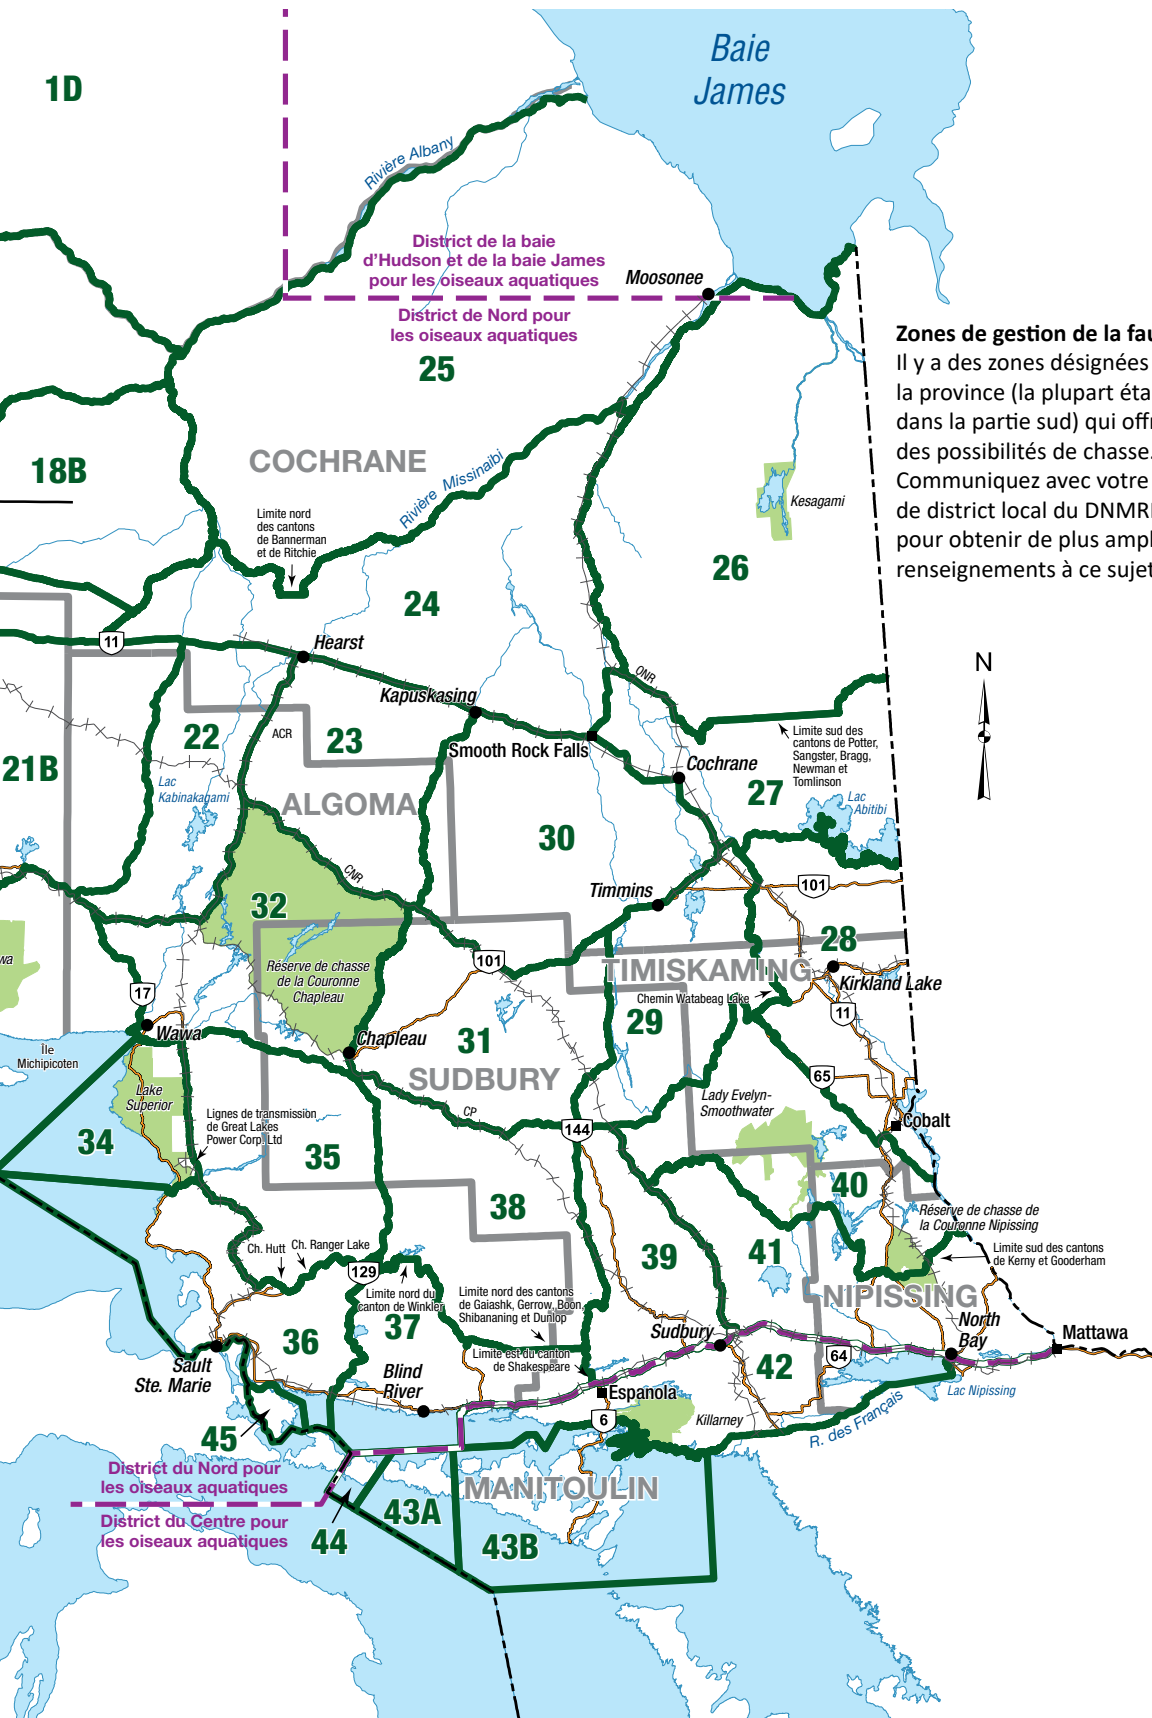 Baie
James
1D
Rivière Albany
District de la baie
d'Hudson et de la baie James
pour les oiseaux aquatiques
Moosonee
District de Nord pour
les oiseaux aquatiques
Zones de gestion de la fau
Il y a des zones désignées
la province (la plupart éta
dans la partie sud) qui offr
des possibilités de chasse.
Communiquez avec votre
de district local du DNMRI
pour obtenir de plus ampl
renseignements à ce sujet
25
18B
COCHRANE
Rivière Missinaibi
Kesagami
Limite nord
des cantons
de Bannerman
et de Ritchie
26
24
11
Hearst
N
ONR
Kapuskasing
22
ACR
23
Smooth Rock Falls
Limite sud des
cantons de Potter,
Sangster, Bragg,
Newman et
Tomlinson
21B
Cochrane
Lac
Kabinakagami
27
Lac
Abitibi
ALGOMA
30
CNR
Timmins
101
32
28
wa
101
Réserve de chasse
de la Couronne
Chapleau
TIMISKAMING
Kirkland Lake
17
Chemin Watabeag Lake
11
29
Wawa
Chapleau
31
Île
Michipicoten
SUDBURY
65
Lake
Superior
Lady Evelyn-
Smoothwater
Lignes de transmission
de Great Lakes
Power Corp. Ltd
CP
144
Cobalt
34
35
40
38
Réserve de chasse de
la Couronne Nipissing
Ch. Hutt
Ch. Ranger Lake
39
41
Limite sud des cantons
de Kerny et Gooderham
129
Limite nord du
canton de Winkler
Limite nord des cantons
de Gaiashk, Gerrow, Boon,
Shibananing et Dunlop
NIPISSING
36
37
Sudbury
North
Bay
Mattawa
Sault
Ste. Marie
Limite est du canton
de Shakespeare
42
64
Blind
River
Espanola
Lac Nipissing
45
6
Killarney
R. des Français
District du Nord pour
les oiseaux aquatiques
MANITOULIN
District du Centre pour
les oiseaux aquatiques
44
43A
43B